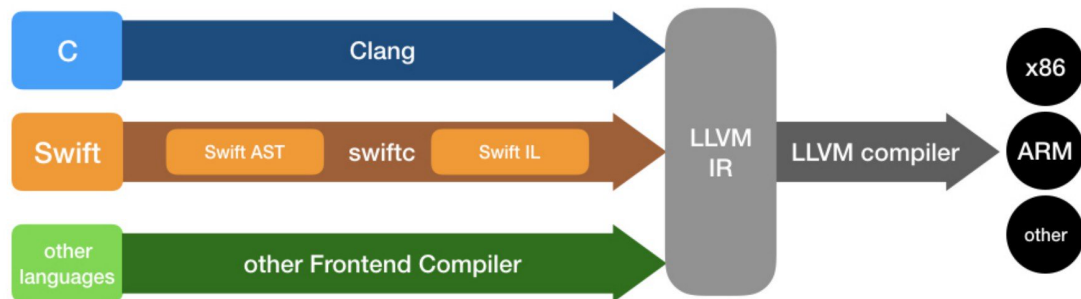 C
Clang
Swift
Swift AST
swiftc
Swift IL
other
languages
other Frontend Compiler
LLVM
IR
LLVM compiler
x86
ARM
other